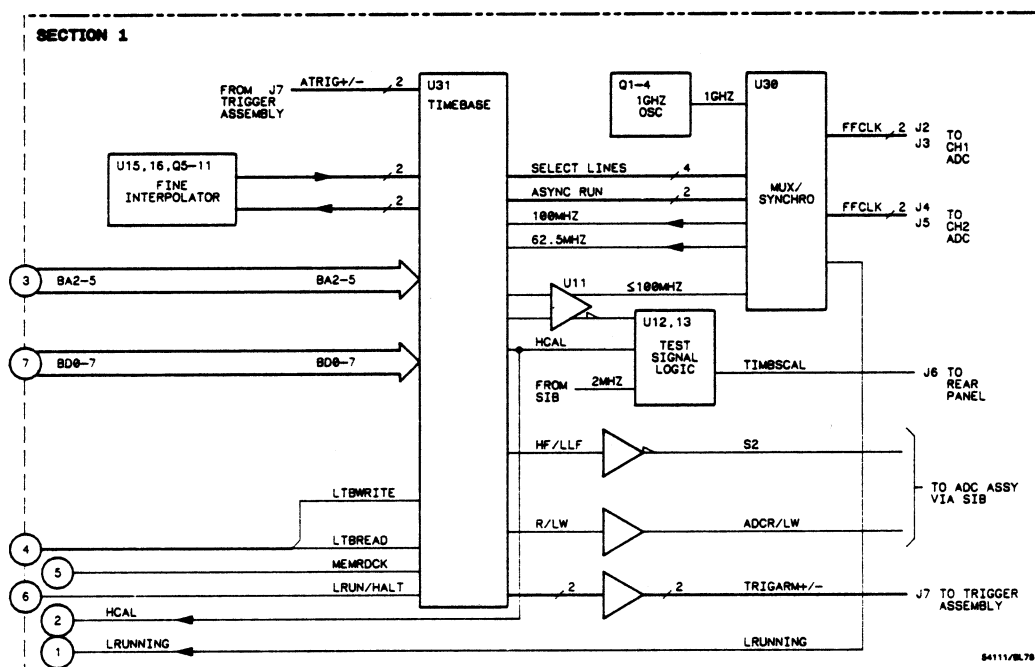 SECTION 1
FROM J7
TRIGGER
ASSEMBLY
ATRIG+/-
2
U31
TIMEBASE
Q1-4
1GHZ
OSC
1GHZ
U30
MUX/
SYNCHRO
FFCLK 2 J2
J3
TO
CH1
ADC
FFCLK 2 J4
J5
TO
CH2
ADC
U15,16,Q5-11
FINE
INTERPOLATOR
2
2
SELECT LINES 4
ASYNC RUN 2
100MHZ
62.5MHZ
3 BA2-5 BA2-5
U11
≤100MHZ
U12,13
TEST
SIGNAL
LOGIC
HCAL
7 BD0-7 BD0-7
FROM
SIB
2MHZ
TIMBSCAL
J6 TO
REAR
PANEL
HF/LLF
S2
TO ADC ASSY
VIA SIB
R/LW
ADCR/LW
LTBWRITE
4 LTBREAD
5 MEMRDCK
6 LRUN/HALT
2 2 TRIGARM+/-
J7 TO TRIGGER
ASSEMBLY
2 HCAL
1 LRUNNING LRUNNING